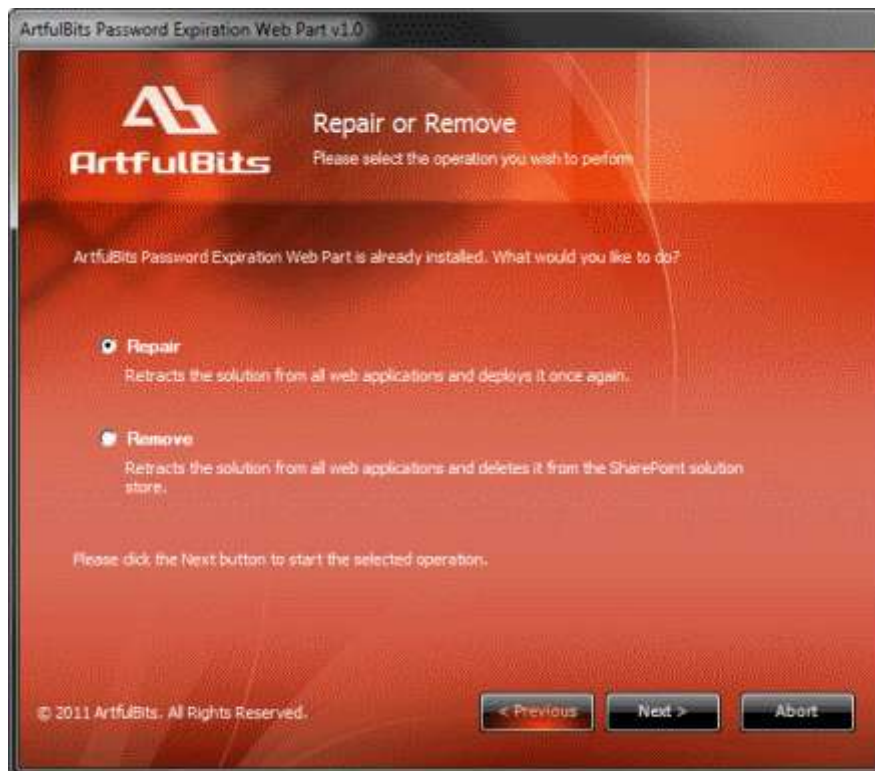 ArtfulBits Password Expiration Web Part v1.0
ArtfulBits
Repair or Remove
Please select the operation you wish to perform
ArtfulBits Password Expiration Web Part is already installed. What would you like to do?
Repair
Retracts the solution from all web applications and deploys it once again.
Remove
Retracts the solution from all web applications and deletes it from the SharePoint solution
store.
Please click the Next button to start the selected operation.
© 2011 ArtfulBits. All Rights Reserved.
< Previous Next > Abort